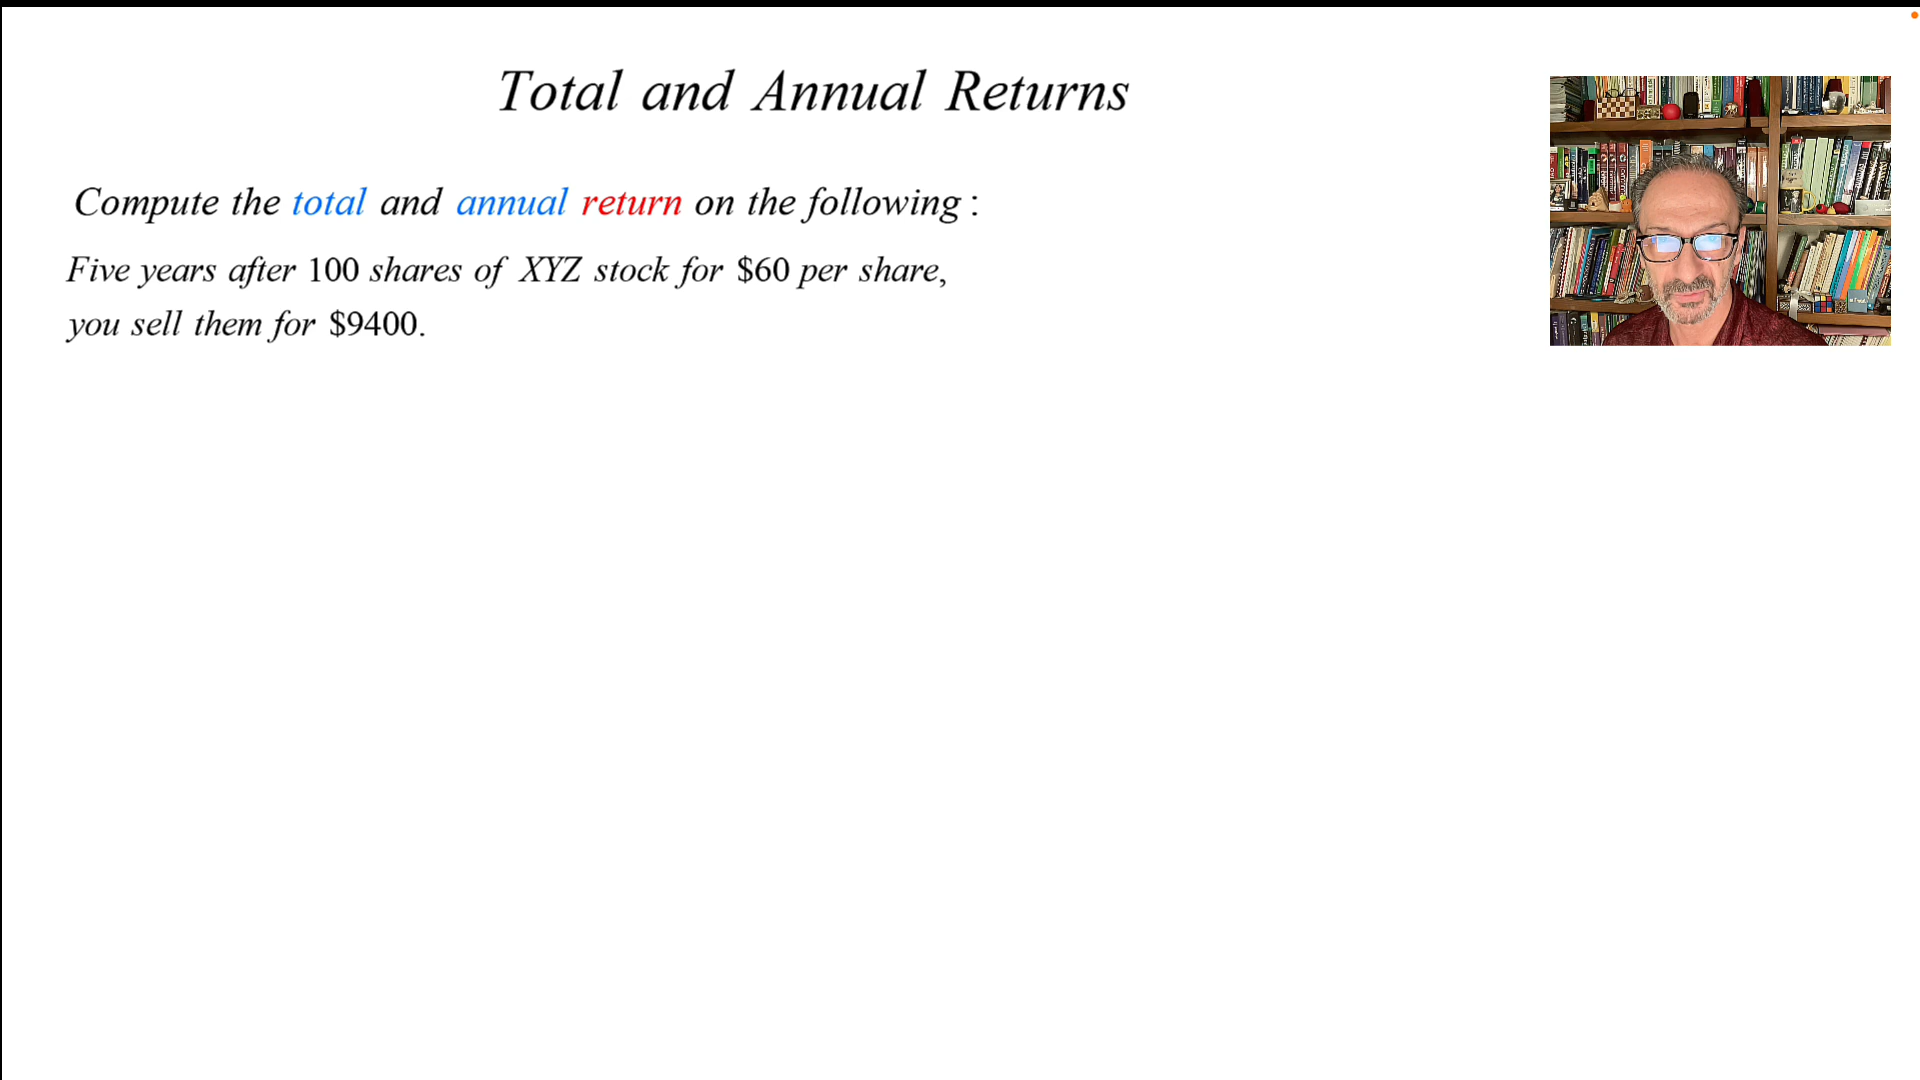 Total and Annual Returns
Compute the total and annual return on the following :
Five years after 100 shares of XYZ stock for $60 per share,
you sell them for $9400.